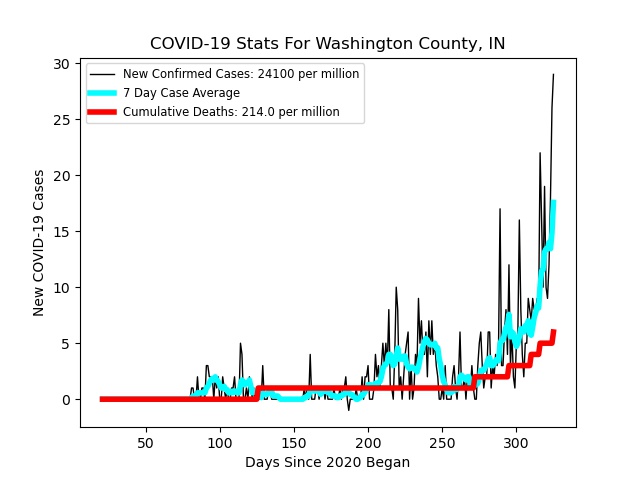 COVID-19 Stats For Washington County, IN
New Confirmed Cases: 24100 per million
7 Day Case Average
Cumulative Deaths: 214.0 per million
New COVID-19 Cases
30
25
20
15
10
5
0
50 100 150 200 250 300
Days Since 2020 Began